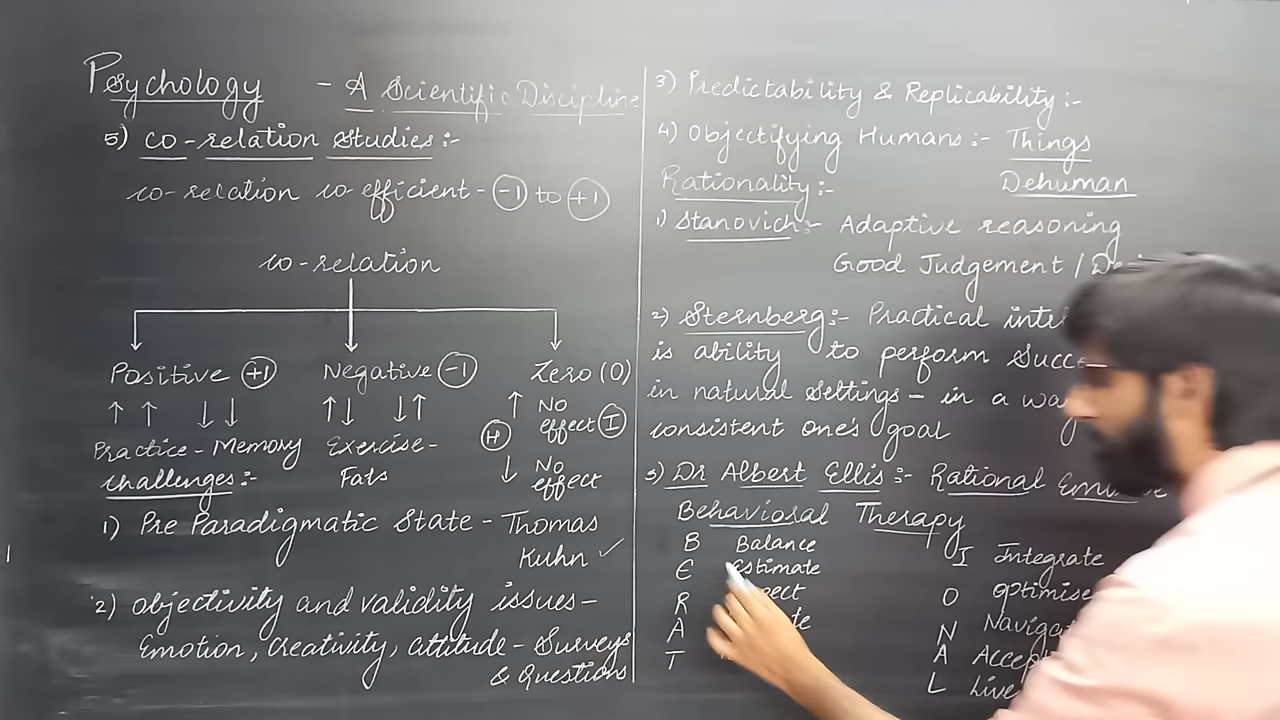 Psychology - A Scientific Discipline
5) Co-relation Studies:-
co-relation co-efficient - -1 to +1
co-relation
Positive +1 Negative -1 Zero (0)
↑ ↑ ↓ ↓ ↑↓ ↓↑ ↑ No effect I
Practice - Memory Exercise - Fats H ↓ No effect
Challenges:-
1) Pre Paradigmatic State - Thomas
Kuhn ✓
2) Objectivity and validity issues-
Emotion, Creativity, attitude - Surveys
& Questions
3) Predictability & Replicability:-
4) Objectifying Humans:- Things
Dehuman
Rationality:-
1) Stanovich:- Adaptive reasoning
Good Judgement /
2) Sternberg:- Practical
is ability to perform
in natural settings - in a
consistent one's goal
3) Dr Albert Ellis:- Rational
Behavioral Therapy
B Balance
E Estimate
R
A
T
I Integrate
O Optimise
N
A
L